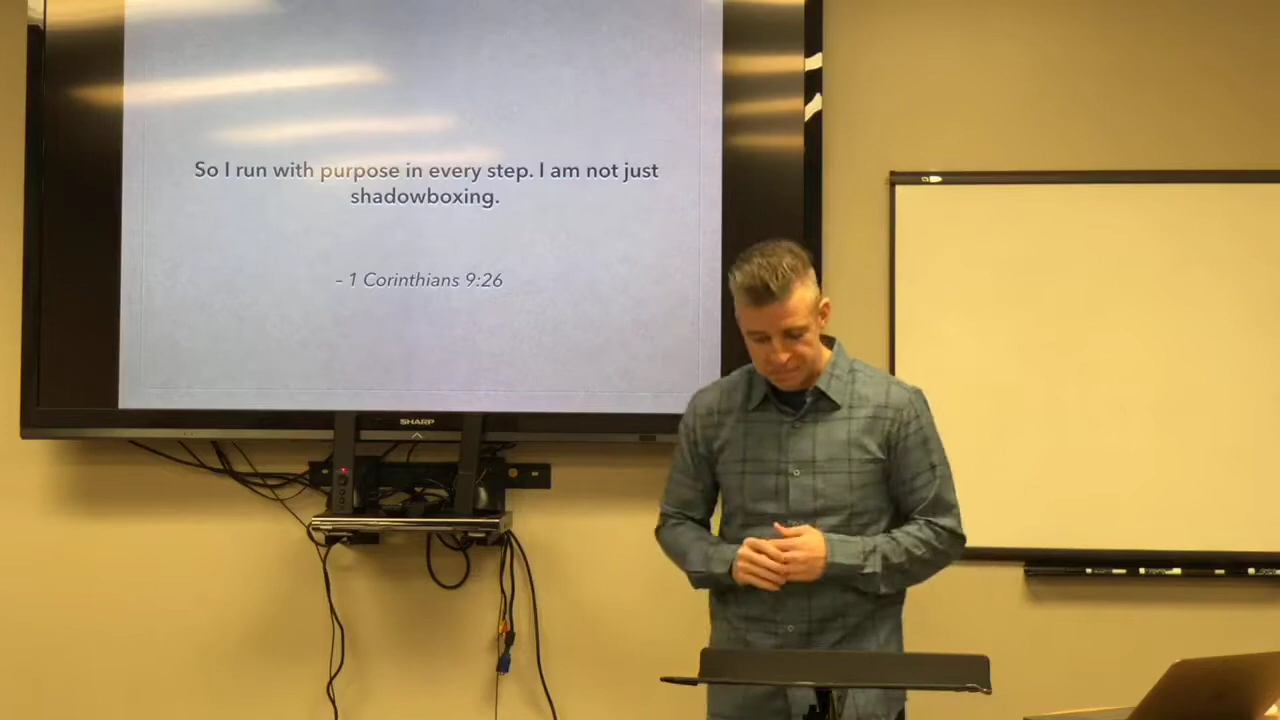 So I run with purpose in every step. I am not just
shadowboxing.
– 1 Corinthians 9:26
SHARP